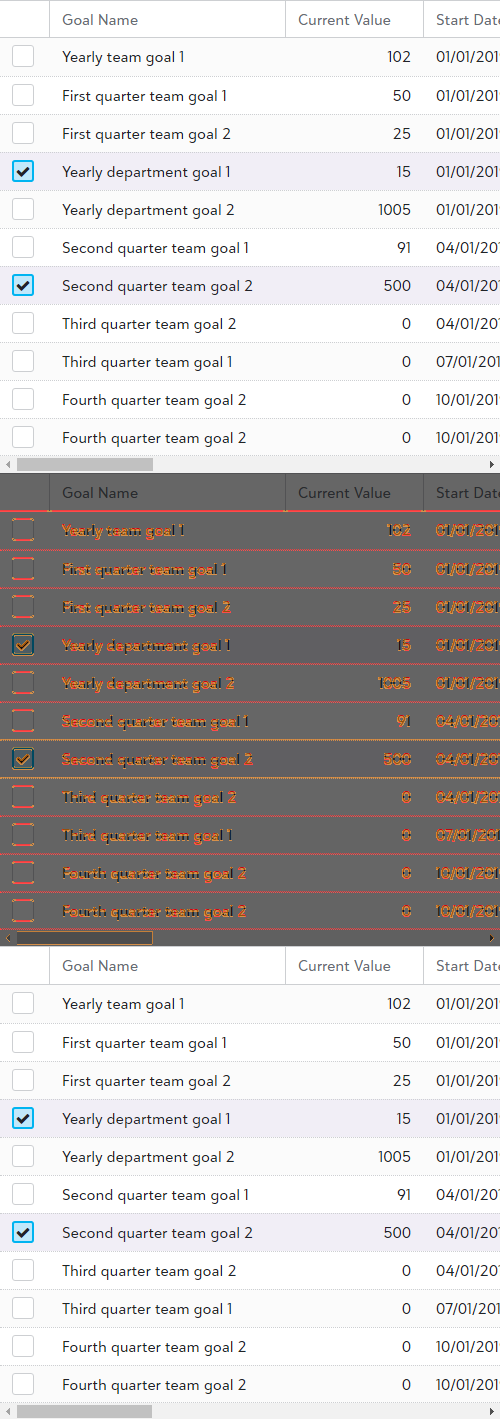 Goal Name Current Value Start Date
Yearly team goal 1 102 01/01/201
First quarter team goal 1 50 01/01/201
First quarter team goal 2 25 01/01/201
Yearly department goal 1 15 01/01/201
Yearly department goal 2 1005 01/01/201
Second quarter team goal 1 91 04/01/201
Second quarter team goal 2 500 04/01/201
Third quarter team goal 2 0 04/01/201
Third quarter team goal 1 0 07/01/201
Fourth quarter team goal 2 0 10/01/201
Fourth quarter team goal 2 0 10/01/201
Goal Name Current Value Start Date
Yearly team goal 1 102 01/01/201
First quarter team goal 1 50 01/01/201
First quarter team goal 2 25 01/01/201
Yearly department goal 1 15 01/01/201
Yearly department goal 2 1005 01/01/201
Second quarter team goal 1 91 04/01/201
Second quarter team goal 2 500 04/01/201
Third quarter team goal 2 0 04/01/201
Third quarter team goal 1 0 07/01/201
Fourth quarter team goal 2 0 10/01/201
Fourth quarter team goal 2 0 10/01/201
Goal Name Current Value Start Date
Yearly team goal 1 102 01/01/201
First quarter team goal 1 50 01/01/201
First quarter team goal 2 25 01/01/201
Yearly department goal 1 15 01/01/201
Yearly department goal 2 1005 01/01/201
Second quarter team goal 1 91 04/01/201
Second quarter team goal 2 500 04/01/201
Third quarter team goal 2 0 04/01/201
Third quarter team goal 1 0 07/01/201
Fourth quarter team goal 2 0 10/01/201
Fourth quarter team goal 2 0 10/01/201